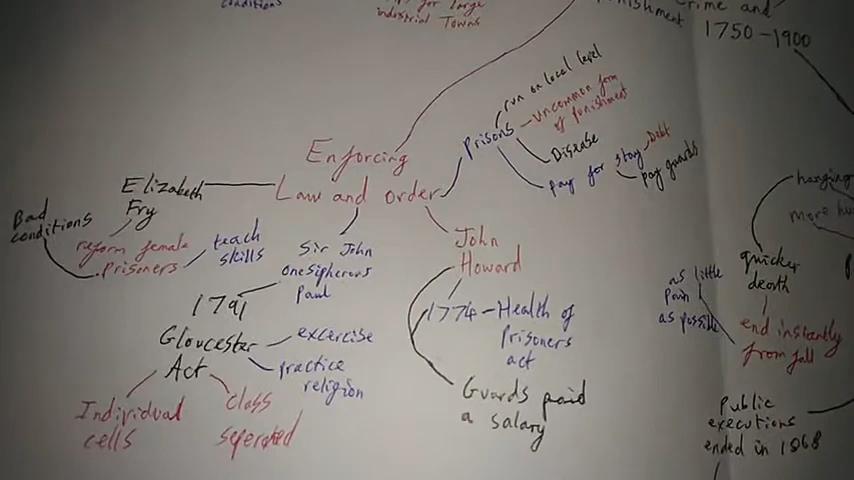 conditions
for large
industrial Towns
Crime and
punishment
1750-1900
Enforcing
Law and order
Prisons
run on local level
uncommon form
of punishment
Disease
pay for stay
Debt
pay guards
Elizabeth
Fry
Bad
conditions
reform female
prisoners
teach
skills
Sir John
onesipherous
Paul
1791
Gloucester
Act
excercise
practice
religion
Individual
cells
class
seperated
John
Howard
1774-Health of
Prisoners
act
Guards paid
a salary
hanging
more
quicker
death
as little
pain
as possible
end instantly
from fall
Public
executions
ended in 1868